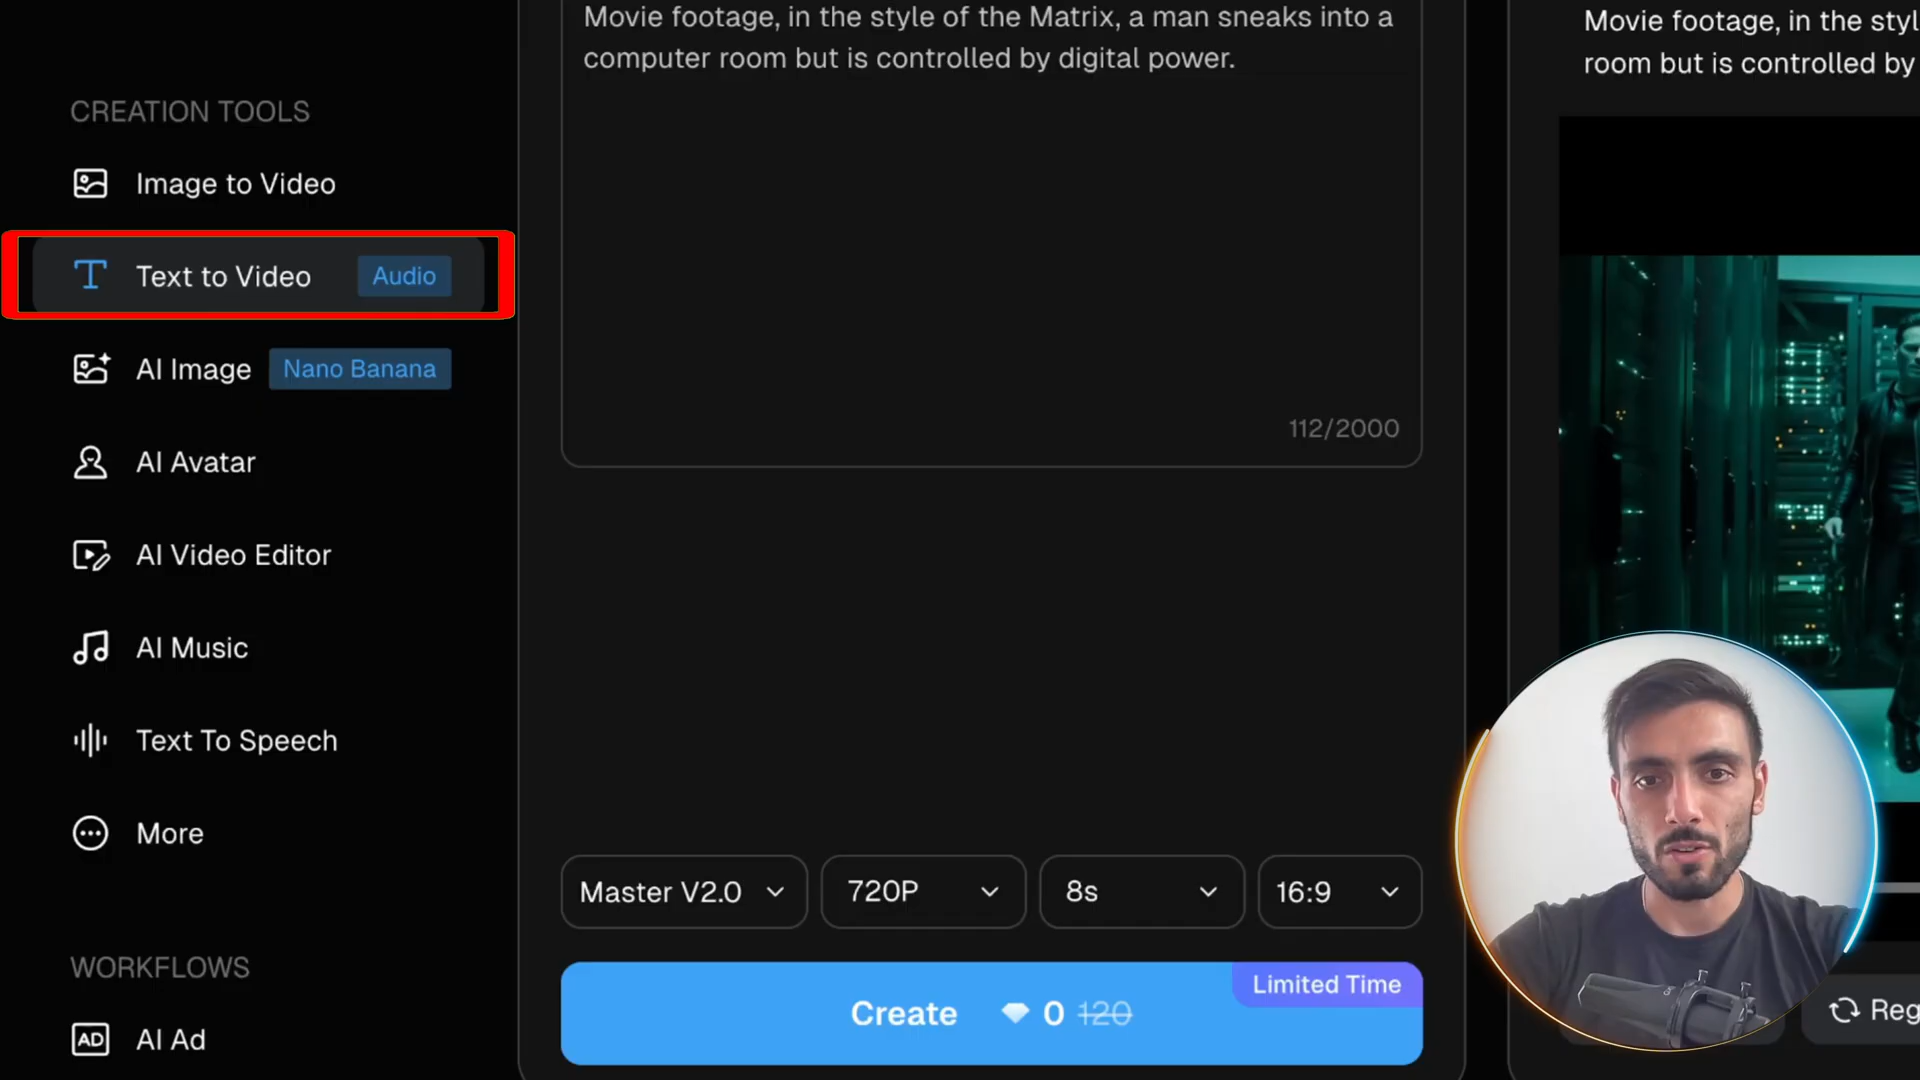 CREATION TOOLS
Image to Video
Text to Video Audio
AI Image Nano Banana
AI Avatar
AI Video Editor
AI Music
Text To Speech
More
WORKFLOWS
AD AI Ad
Movie footage, in the style of the Matrix, a man sneaks into a
computer room but is controlled by digital power.
112/2000
Master V2.0 720P 8s 16:9
Limited Time
Create 0 120
Movie footage, in the styl
room but is controlled by
Reg